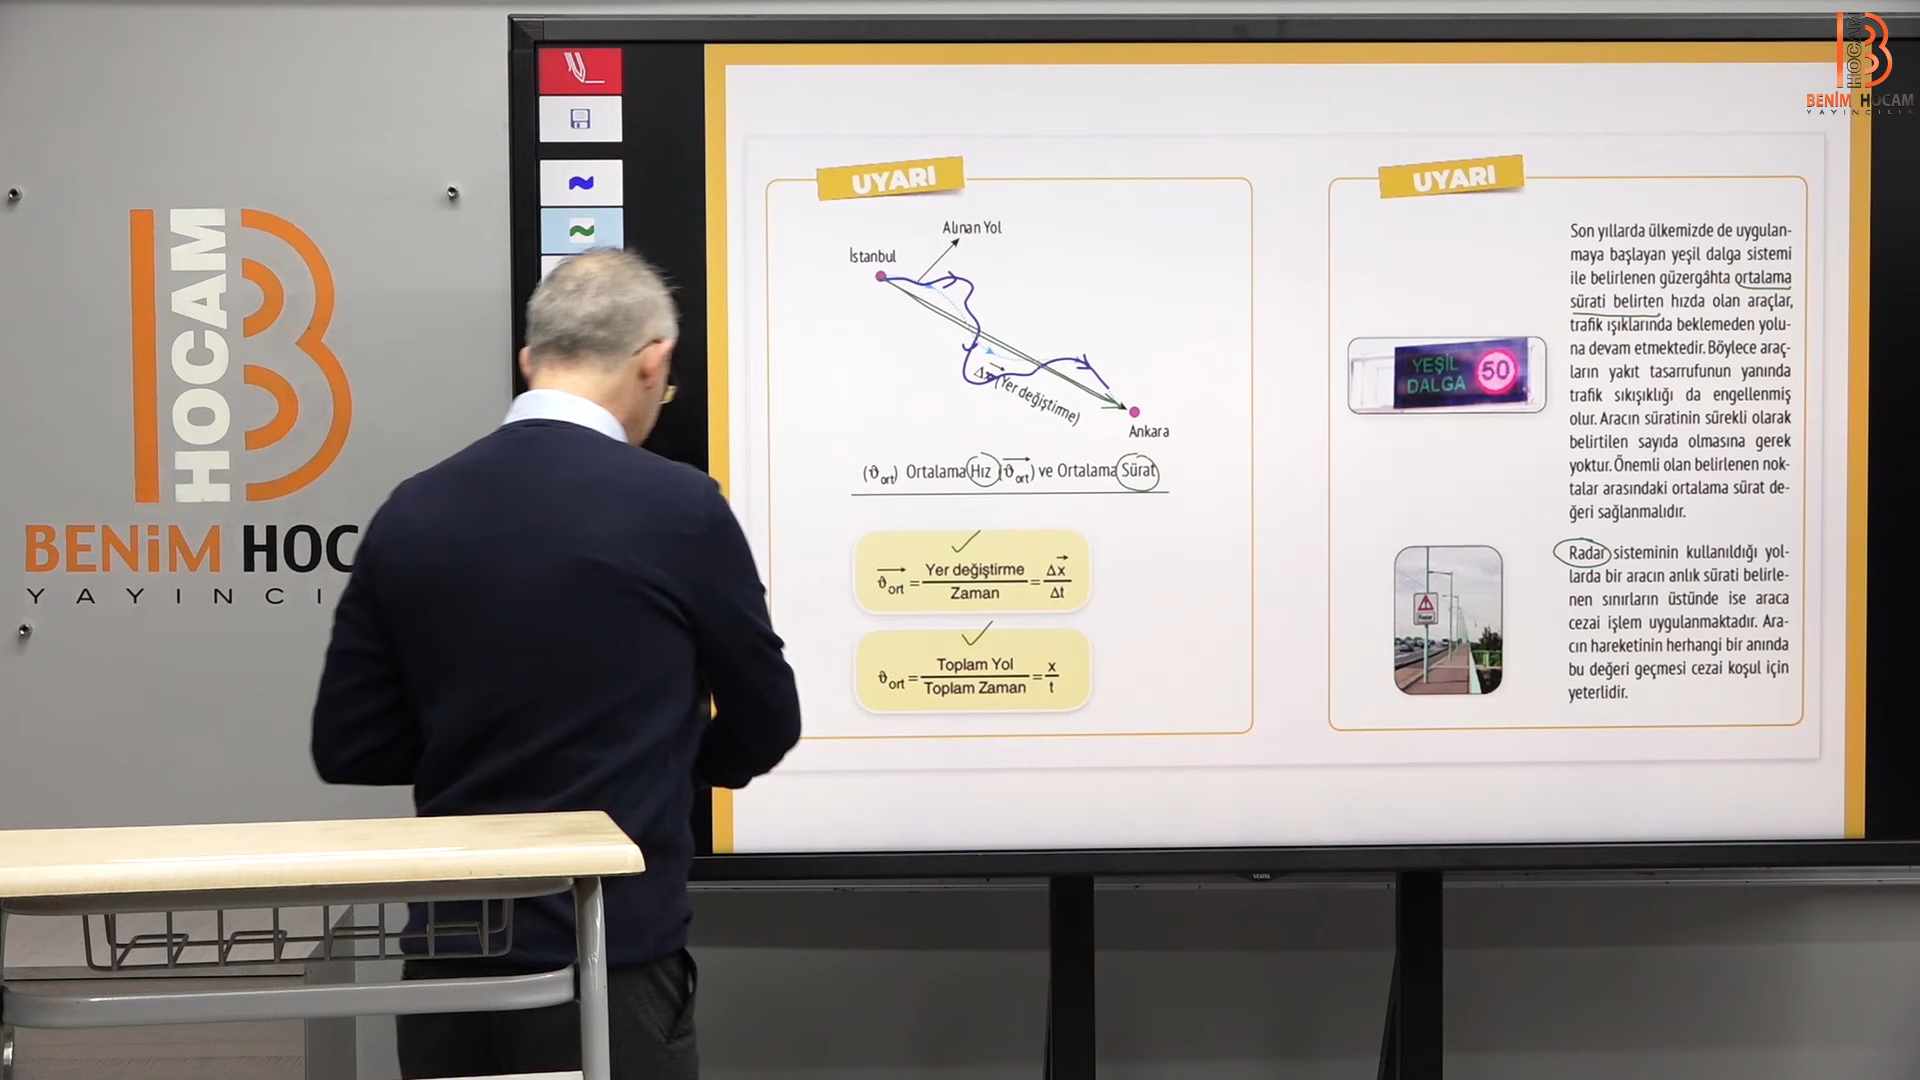 B HOCAM
BENİM HOCAM
YAYINCILIK
HOCAM
BENİM HOC
YAYINCI
UYARI
Alınan Yol
İstanbul
Δx (Yer değiştirme)
Ankara
(ϑort) Ortalama Hız (ϑort) ve Ortalama Sürat
ϑort = Yer değiştirme / Zaman = Δx / Δt
ϑort = Toplam Yol / Toplam Zaman = x / t
UYARI
Son yıllarda ülkemizde de uygulan-
maya başlayan yeşil dalga sistemi
ile belirlenen güzergâhta ortalama
sürati belirten hızda olan araçlar,
trafik ışıklarında beklemeden yolu-
na devam etmektedir. Böylece araç-
ların yakıt tasarrufunun yanında
trafik sıkışıklığı da engellenmiş
olur. Aracın süratinin sürekli olarak
belirtilen sayıda olmasına gerek
yoktur. Önemli olan belirlenen nok-
talar arasındaki ortalama sürat de-
ğeri sağlanmalıdır.
YEŞİL
DALGA
50
Radar sisteminin kullanıldığı yol-
larda bir aracın anlık sürati belirle-
nen sınırların üstünde ise araca
cezai işlem uygulanmaktadır. Ara-
cın hareketinin herhangi bir anında
bu değeri geçmesi cezai koşul için
yeterlidir.
Radar